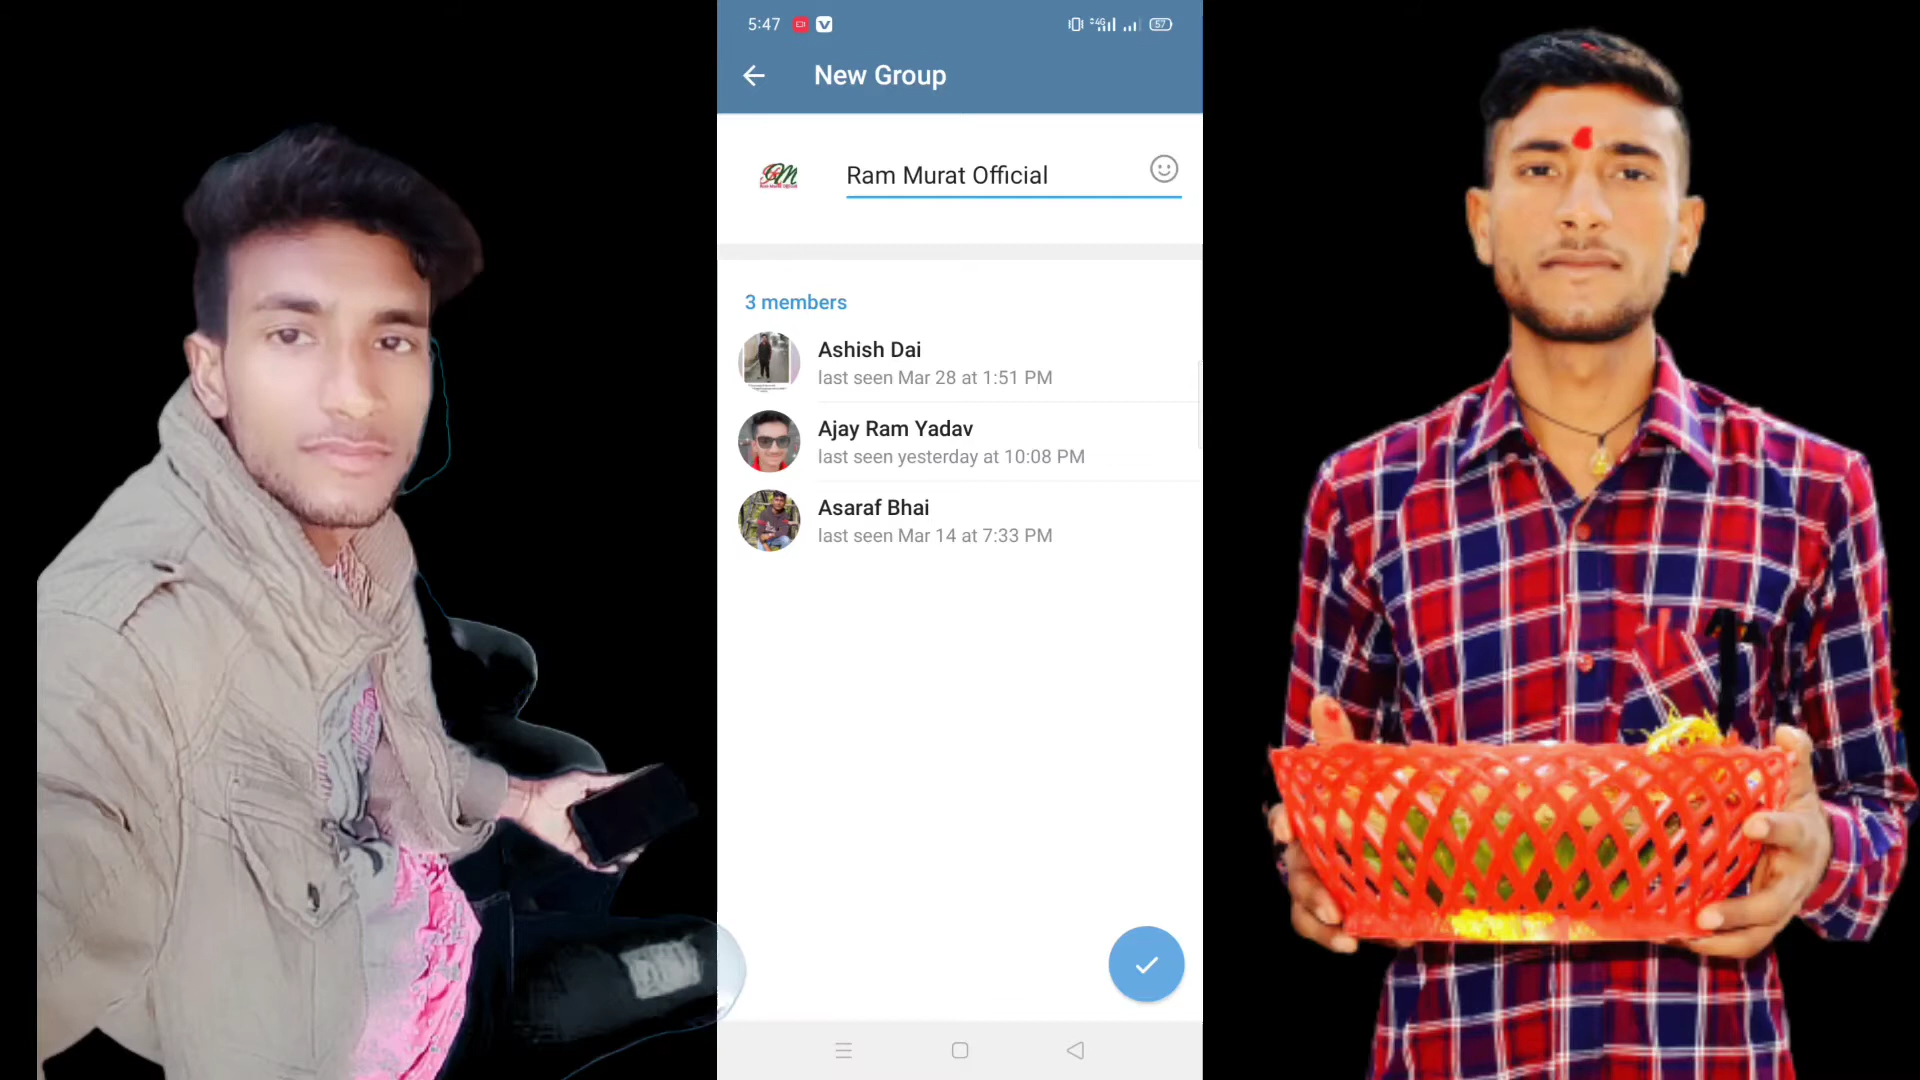 5:47
4G
57
New Group
Ram Murat Official
3 members
Ashish Dai
last seen Mar 28 at 1:51 PM
Ajay Ram Yadav
last seen yesterday at 10:08 PM
Asaraf Bhai
last seen Mar 14 at 7:33 PM